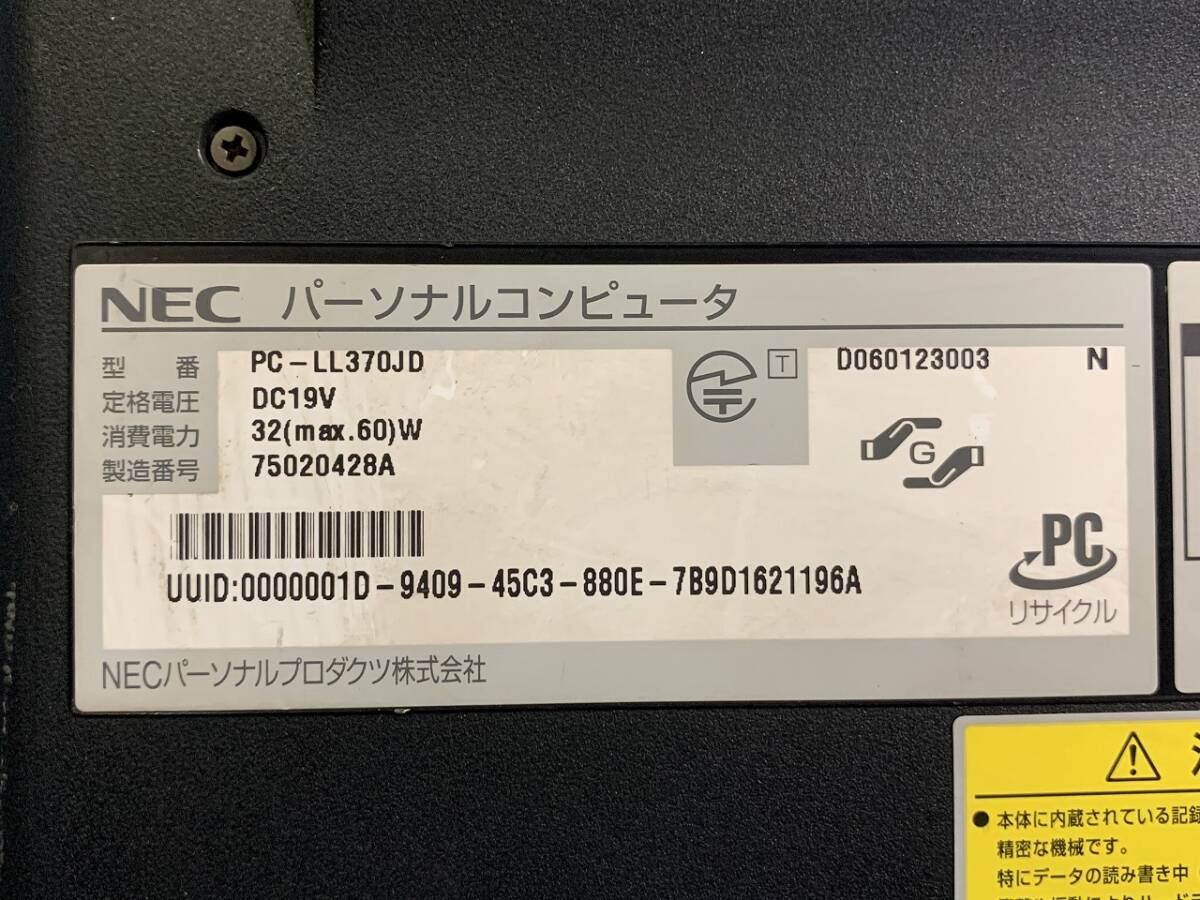 NEC パーソナルコンピュータ
型 番 PC-LL370JD
定格電圧 DC19V
消費電力 32(max.60)W
製造番号 75020428A
T D060123003 N
G
UUID:0000001D-9409-45C3-880E-7B9D1621196A
PC
リサイクル
NECパーソナルプロダクツ株式会社
● 本体に内蔵されている記録
精密な機械です。
特にデータの読み書き中